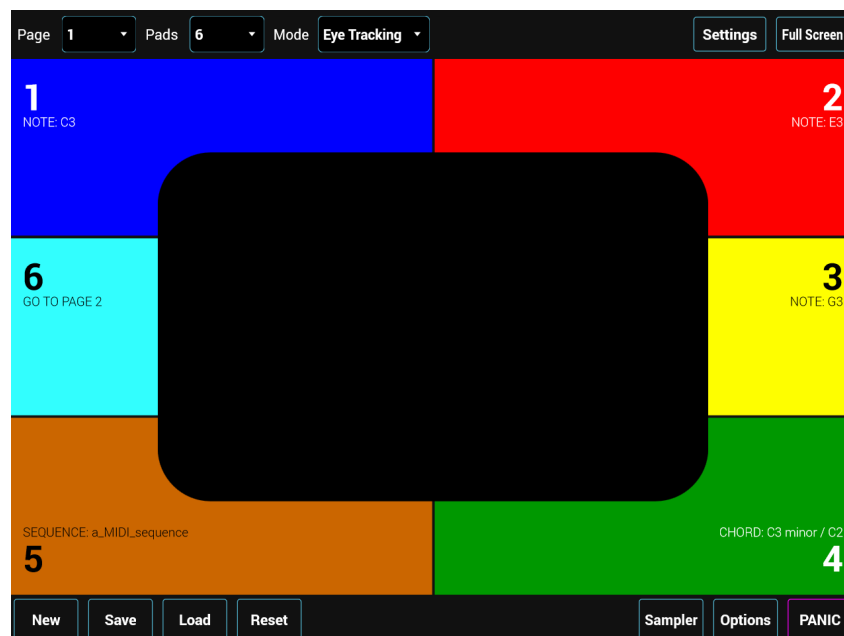 Page 1 Pads 6 Mode Eye Tracking Settings Full Screen
1
NOTE: C3
2
NOTE: E3
6
GO TO PAGE 2
3
NOTE: G3
SEQUENCE: a_MIDI_sequence
5
CHORD: C3 minor / C2
4
New Save Load Reset Sampler Options PANIC